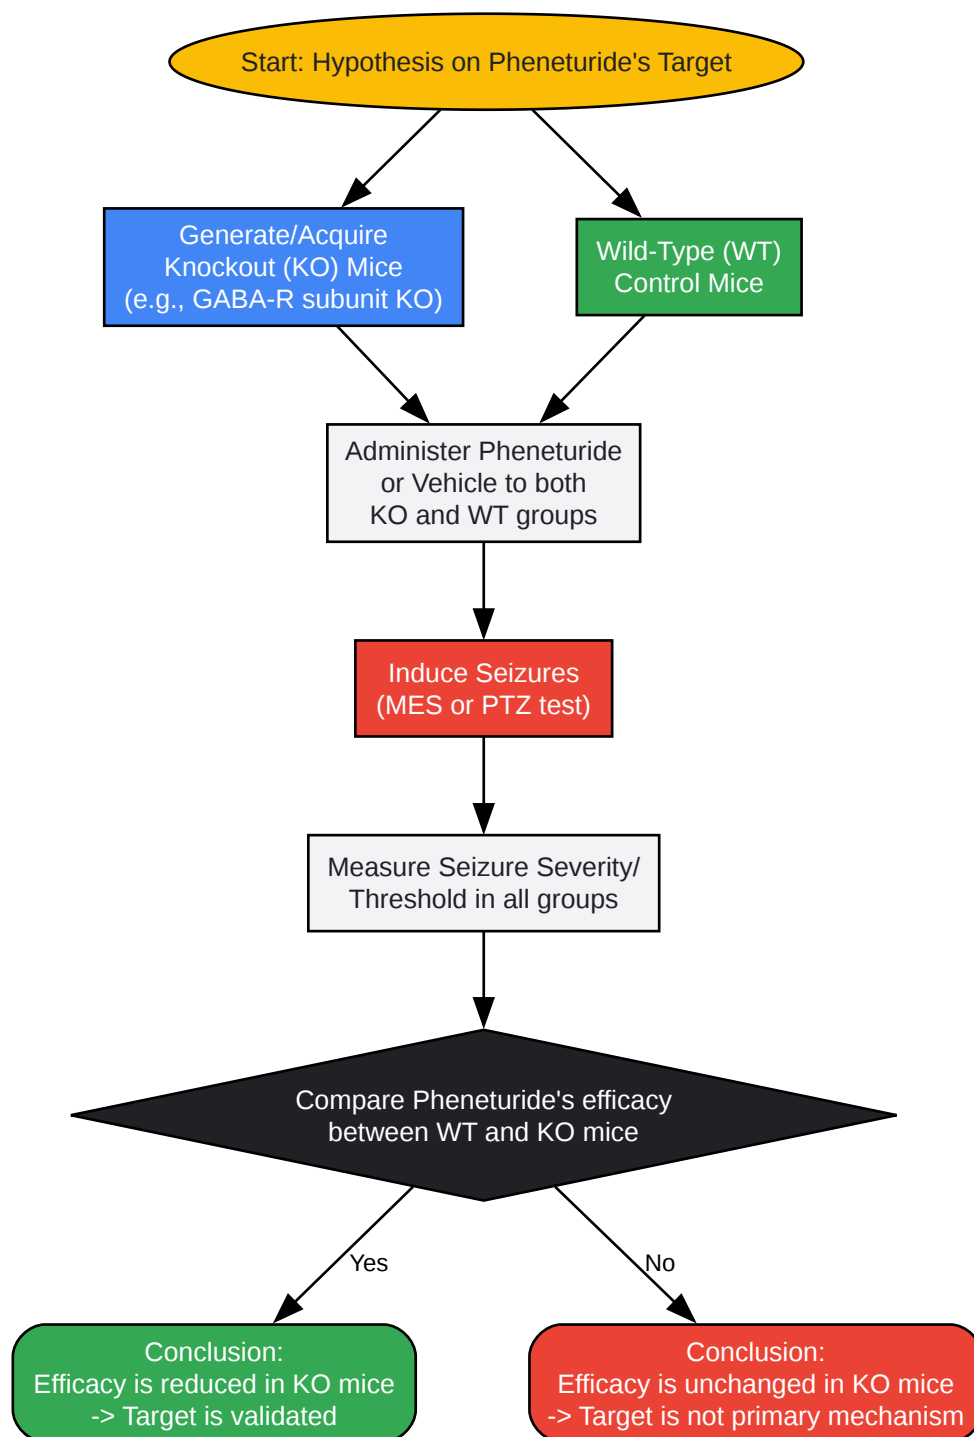 Start: Hypothesis on Pheneturide's Target
Generate/Acquire
Knockout (KO) Mice
(e.g., GABA-R subunit KO)
Wild-Type (WT)
Control Mice
Administer Pheneturide
or Vehicle to both
KO and WT groups
Induce Seizures
(MES or PTZ test)
Measure Seizure Severity/
Threshold in all groups
Compare Pheneturide's efficacy
between WT and KO mice
Yes
No
Conclusion:
Efficacy is reduced in KO mice
-> Target is validated
Conclusion:
Efficacy is unchanged in KO mice
-> Target is not primary mechanism